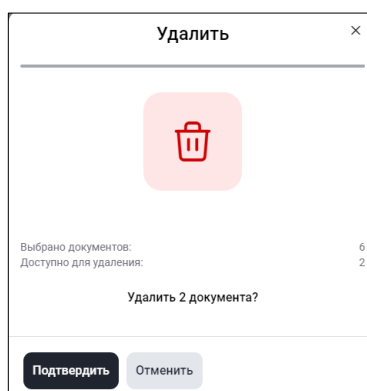 Удалить
Выбрано документов: 6
Доступно для удаления: 2
Удалить 2 документа?
Подтвердить Отменить